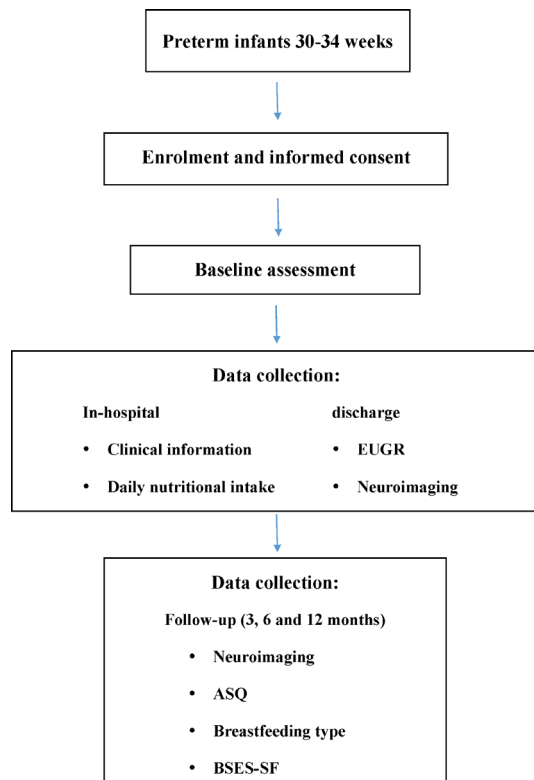 Preterm infants 30-34 weeks
Enrolment and informed consent
Baseline assessment
Data collection:
In-hospital
• Clinical information
• Daily nutritional intake
discharge
• EUGR
• Neuroimaging
Data collection:
Follow-up (3, 6 and 12 months)
• Neuroimaging
• ASQ
• Breastfeeding type
• BSES-SF